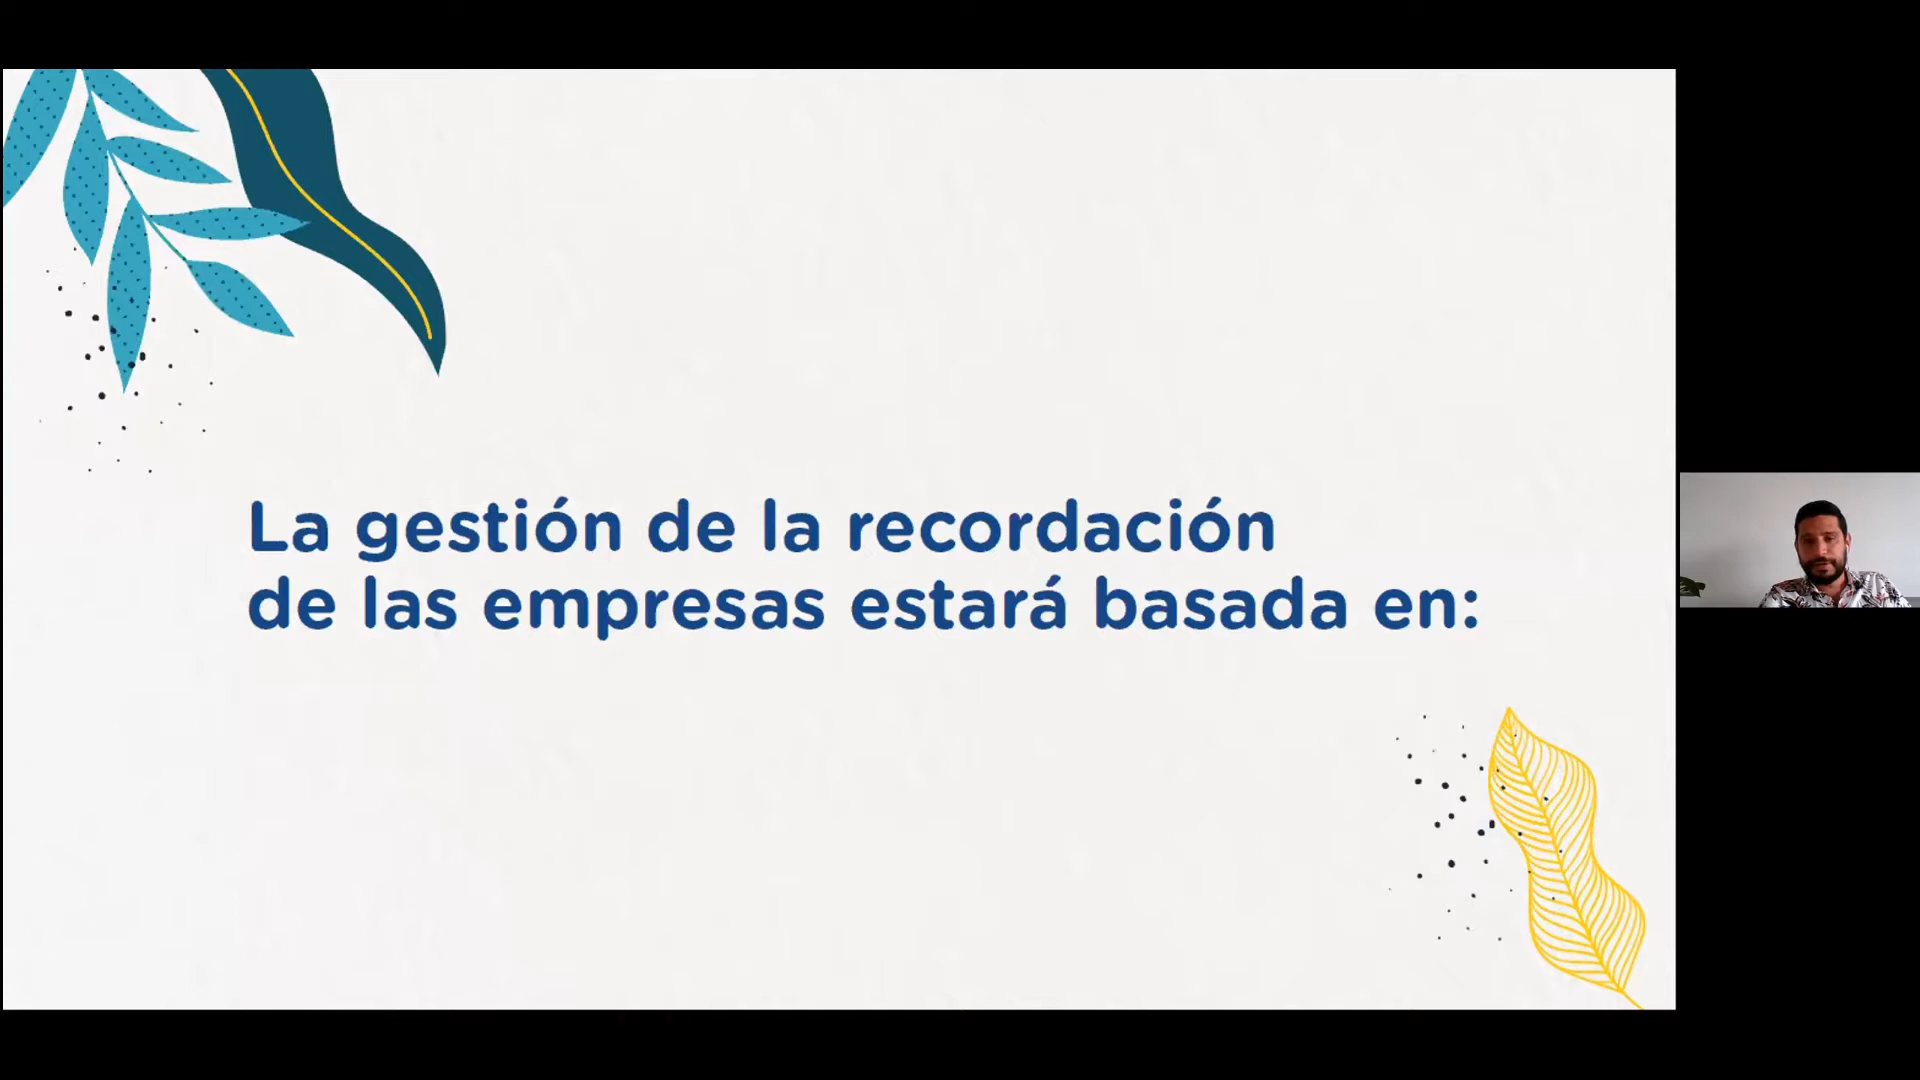 La gestión de la recordación
de las empresas estará basada en: